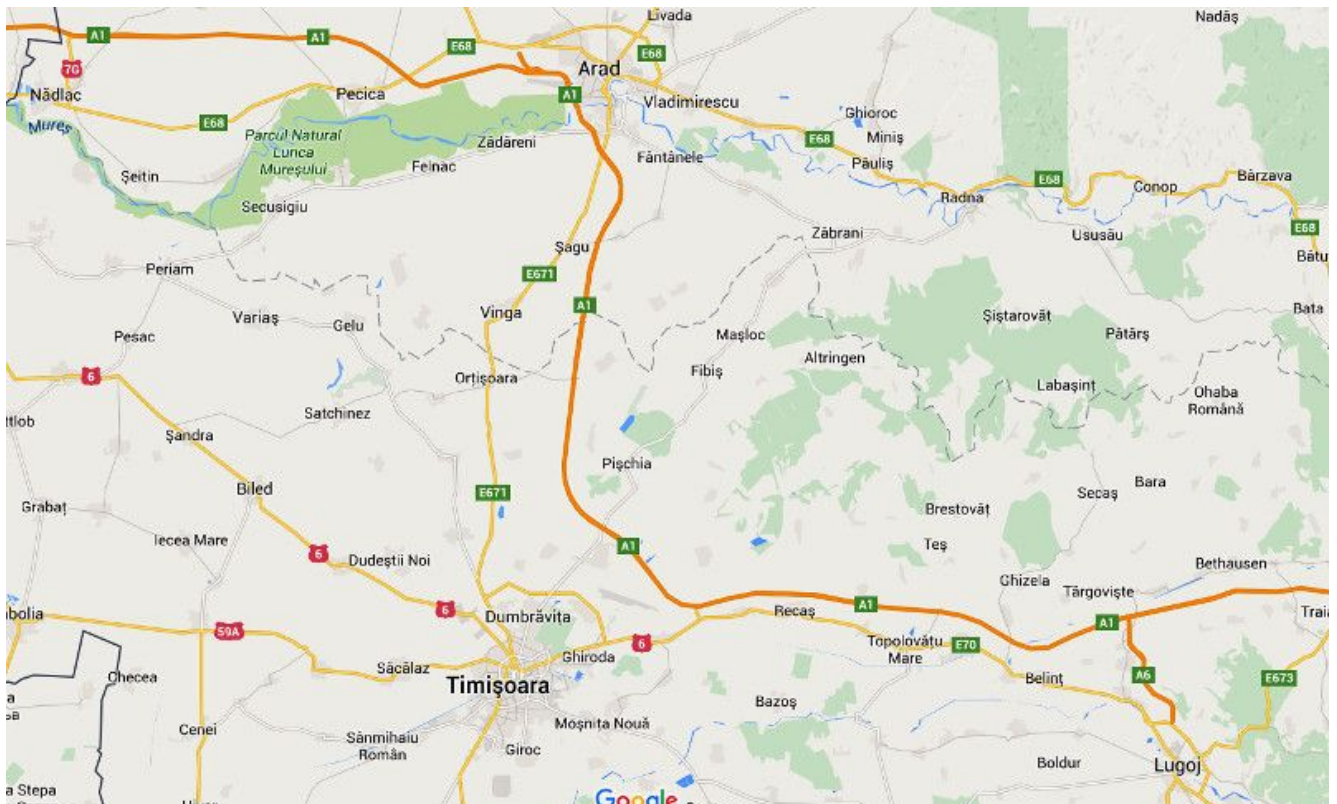 Livada
Nadăș
A1
A1
E68
E68
Arad
7G
Nădlac
Pecica
A1
Vladimirescu
Mureș
E68
Parcul Natural
Lunca
Mureșului
Zădăreni
Ghioroc
Miniș
E68
Felnac
Fântânele
Păuliș
Șeitin
E68
Conop
Bârzava
Secusigiu
Radna
Zăbrani
Ususău
E68
Șagu
Bătu
Periam
E671
A1
Vinga
Variaș
Gelu
Șiștarovăț
Bata
Pesac
Mașloc
Pătârș
Altringen
6
Orțișoara
Fibiș
Labașinț
Ohaba
Română
Satchinez
tlob
Șandra
Pișchia
Biled
E671
Secaș
Bara
Grabaț
Brestovăț
Iecea Mare
A1
Teș
6
Dudeștii Noi
Bethausen
Ghizela
Târgoviște
bolia
6
Dumbrăvița
Recaș
A1
A1
Traia
59A
6
Topolovățu
Mare
E70
Săcălaz
Ghiroda
Checea
Timișoara
Belinț
A6
E673
a
ьа
Bazoș
Cenei
Moșnița Nouă
Sânmihaiu
Român
Giroc
Boldur
Lugoj
a Stepa
Google